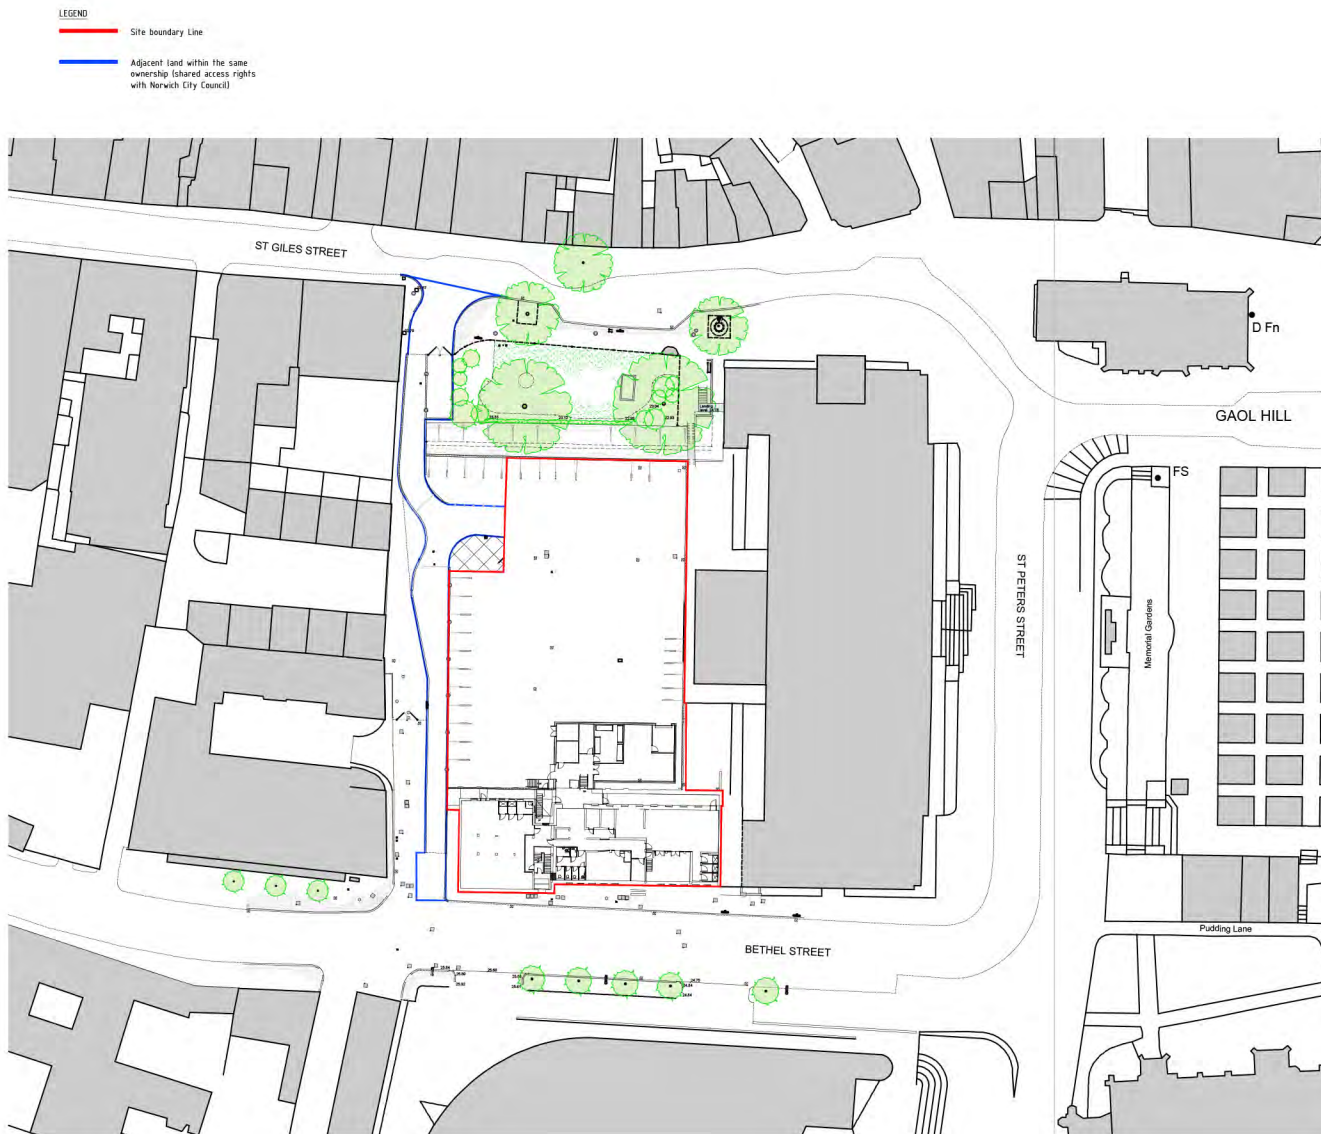 LEGEND
Site boundary Line
Adjacent land within the same
ownership (shared access rights
with Norwich City Council)
ST GILES STREET
D Fn
GAOL HILL
FS
ST PETERS STREET
Memorial Gardens
Pudding Lane
BETHEL STREET